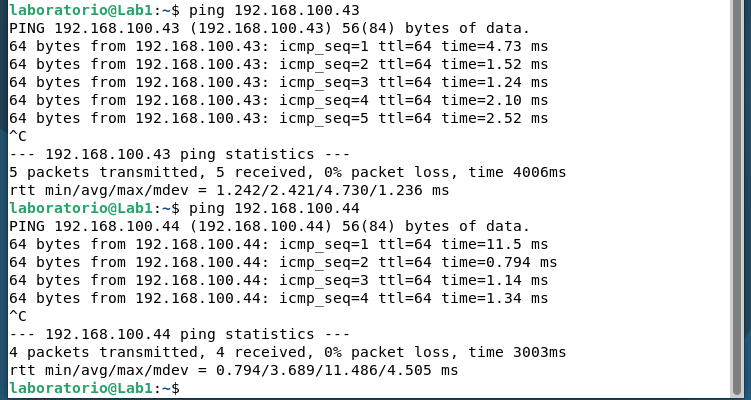 laboratorio@Lab1:~$ ping 192.168.100.43
PING 192.168.100.43 (192.168.100.43) 56(84) bytes of data.
64 bytes from 192.168.100.43: icmp_seq=1 ttl=64 time=4.73 ms
64 bytes from 192.168.100.43: icmp_seq=2 ttl=64 time=1.52 ms
64 bytes from 192.168.100.43: icmp_seq=3 ttl=64 time=1.24 ms
64 bytes from 192.168.100.43: icmp_seq=4 ttl=64 time=2.10 ms
64 bytes from 192.168.100.43: icmp_seq=5 ttl=64 time=2.52 ms
^C
--- 192.168.100.43 ping statistics ---
5 packets transmitted, 5 received, 0% packet loss, time 4006ms
rtt min/avg/max/mdev = 1.242/2.421/4.730/1.236 ms
laboratorio@Lab1:~$ ping 192.168.100.44
PING 192.168.100.44 (192.168.100.44) 56(84) bytes of data.
64 bytes from 192.168.100.44: icmp_seq=1 ttl=64 time=11.5 ms
64 bytes from 192.168.100.44: icmp_seq=2 ttl=64 time=0.794 ms
64 bytes from 192.168.100.44: icmp_seq=3 ttl=64 time=1.14 ms
64 bytes from 192.168.100.44: icmp_seq=4 ttl=64 time=1.34 ms
^C
--- 192.168.100.44 ping statistics ---
4 packets transmitted, 4 received, 0% packet loss, time 3003ms
rtt min/avg/max/mdev = 0.794/3.689/11.486/4.505 ms
laboratorio@Lab1:~$